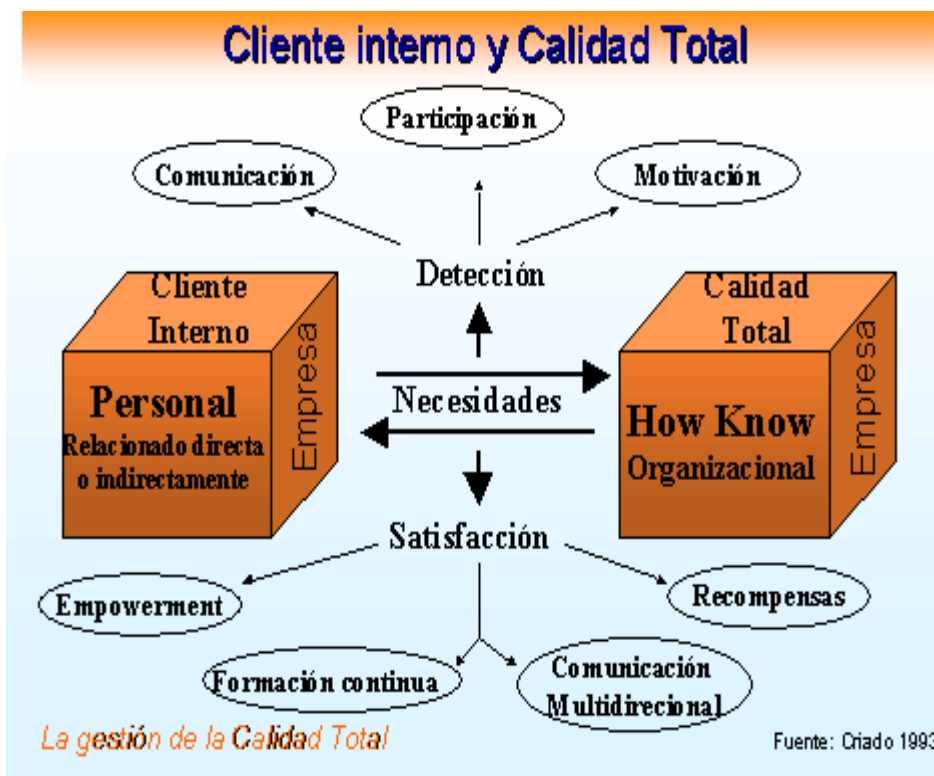 Cliente interno y Calidad Total
Participación
Comunicación
Motivación
Detección
Cliente
Interno
Empresa
Personal
Relacionado directa
o indirectamente
Necesidades
Calidad
Total
Empresa
How Know
Organizacional
Satisfacción
Empowerment
Recompensas
Formación continua
Comunicación
Multidirecional
La gestión de la Calidad Total
Fuente: Criado 1993